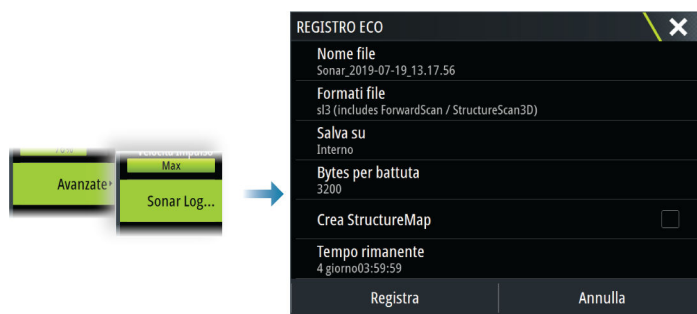 REGISTRO ECO
Nome file
Sonar_2019-07-19_13.17.56
Formati file
sl3 (includes ForwardScan / StructureScan3D)
Salva su
Interno
Bytes per battuta
3200
Crea StructureMap
Tempo rimanente
4 giorno03:59:59
Registra Annulla
70%
Avanzate
Max
Sonar Log...